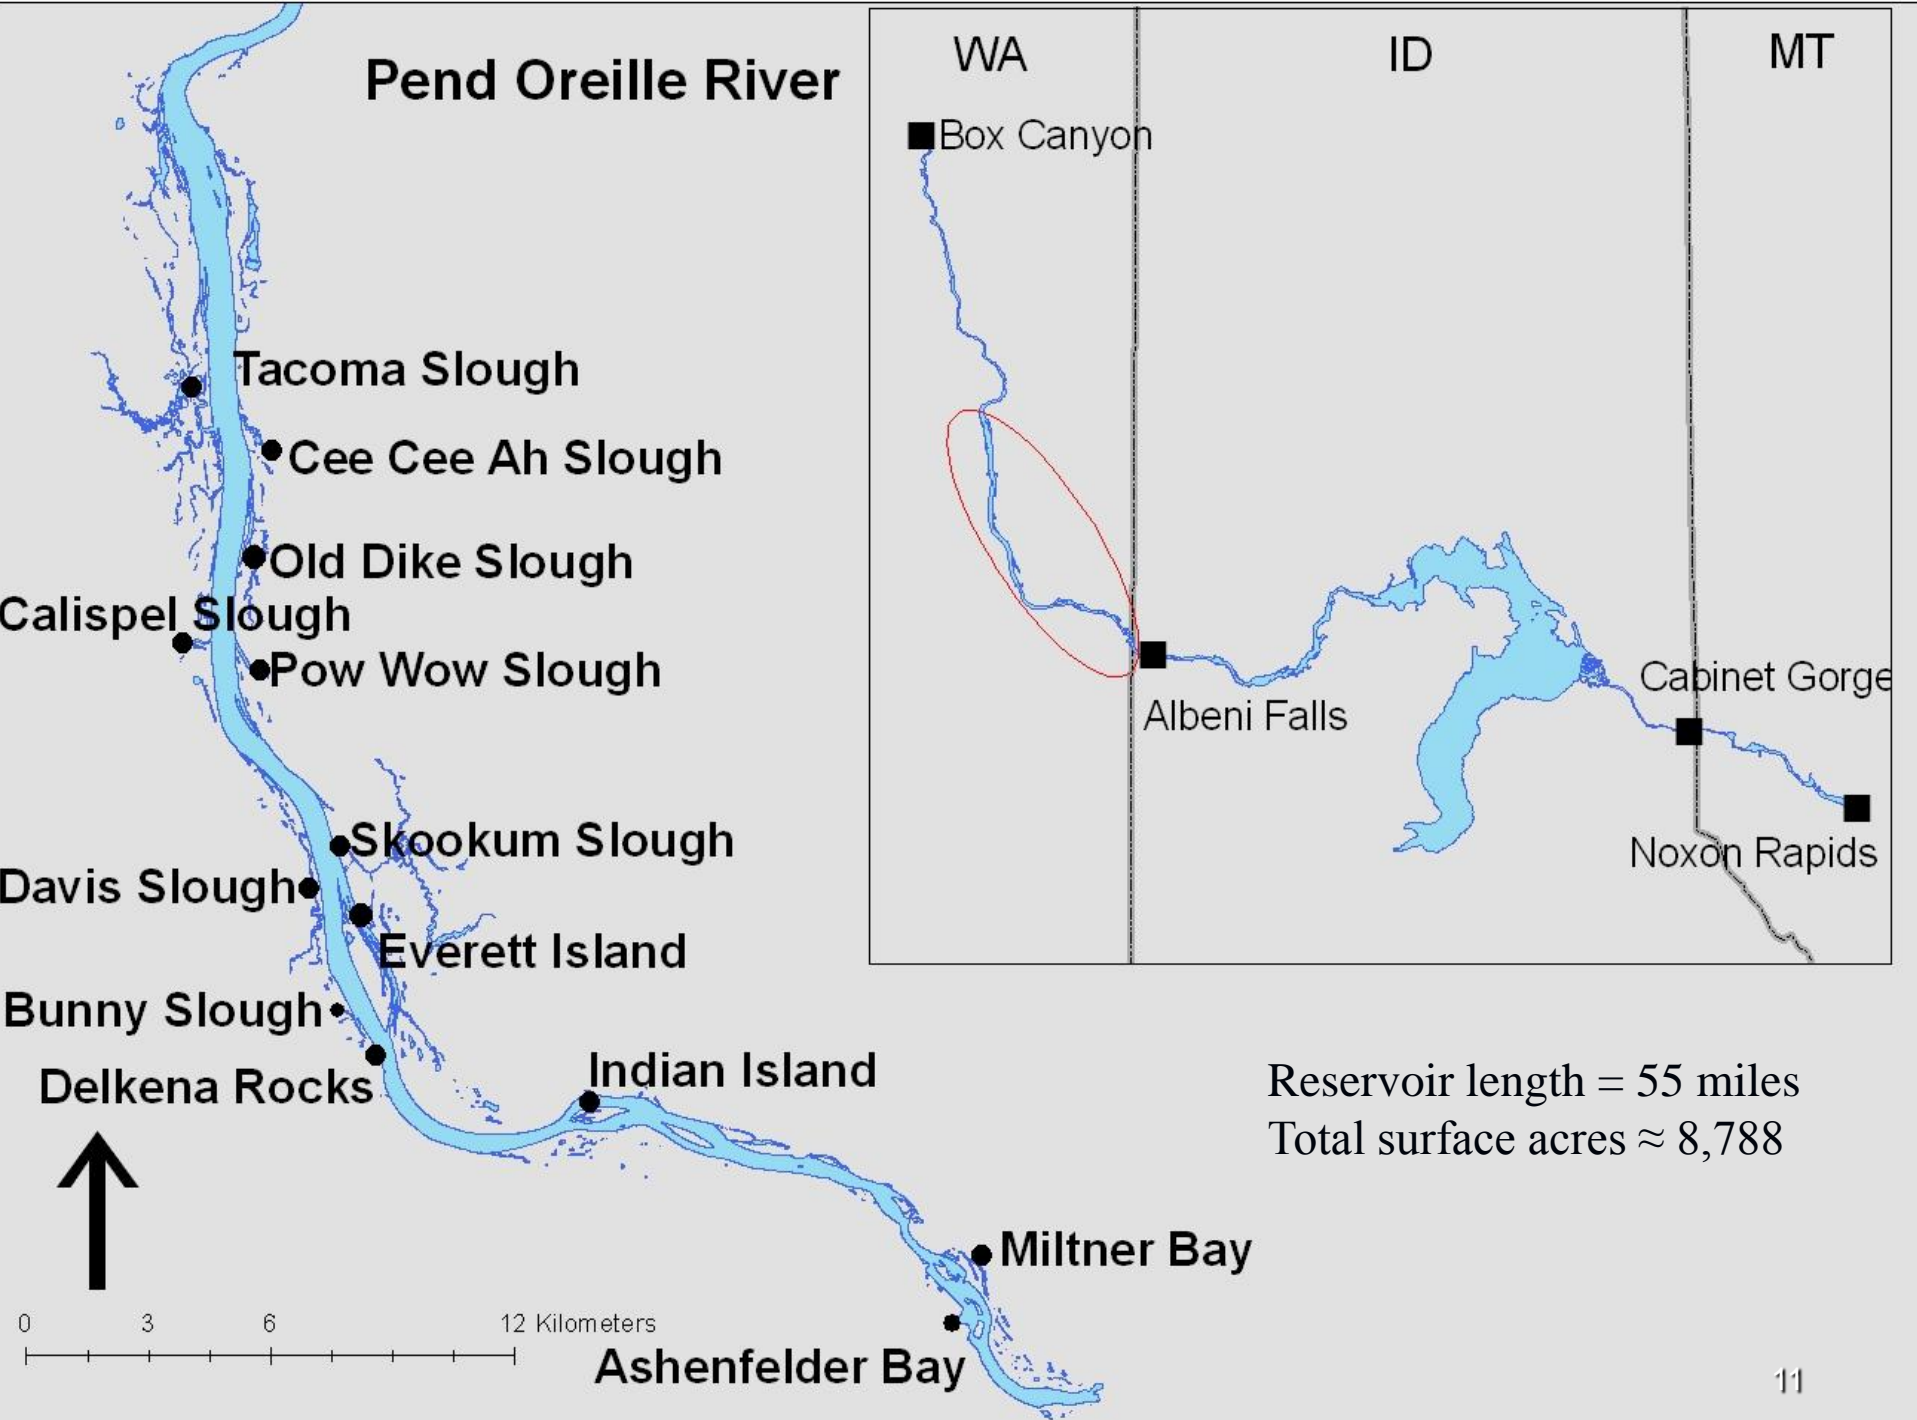 Pend Oreille River
WA
ID
MT
Box Canyon
Albeni Falls
Cabinet Gorge
Noxon Rapids
Tacoma Slough
Cee Cee Ah Slough
Old Dike Slough
Calispel Slough
Pow Wow Slough
Skookum Slough
Davis Slough
Everett Island
Bunny Slough
Delkena Rocks
Indian Island
Miltner Bay
Ashenfelder Bay
Reservoir length = 55 miles
Total surface acres ≈ 8,788
0 3 6 12 Kilometers
11